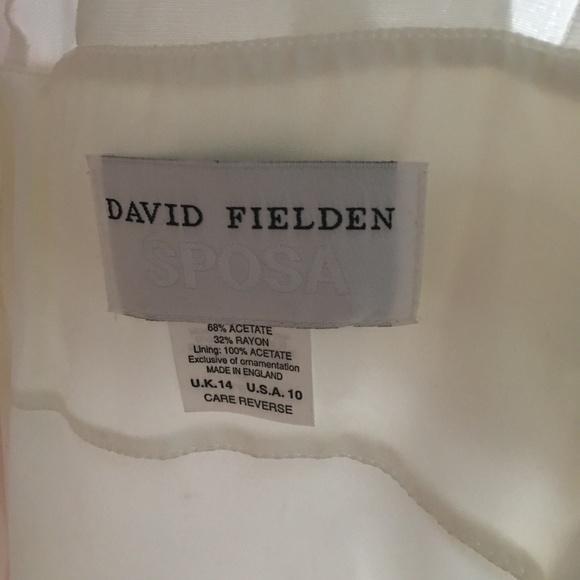 DAVID FIELDEN
SPOSA
68% ACETATE
32% RAYON
Lining: 100% ACETATE
Exclusive of ornamentation
MADE IN ENGLAND
U.K.14 U.S.A. 10
CARE REVERSE